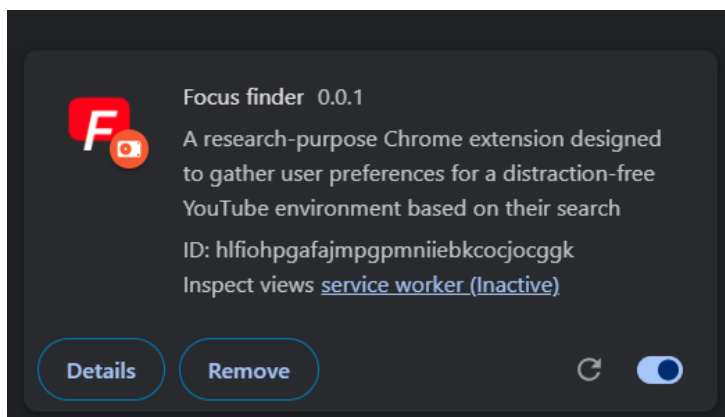 F
Focus finder 0.0.1
A research-purpose Chrome extension designed
to gather user preferences for a distraction-free
YouTube environment based on their search
ID: hlfiohpgafajmpgpmniiebkcocjocggk
Inspect views service worker (Inactive)
Details Remove